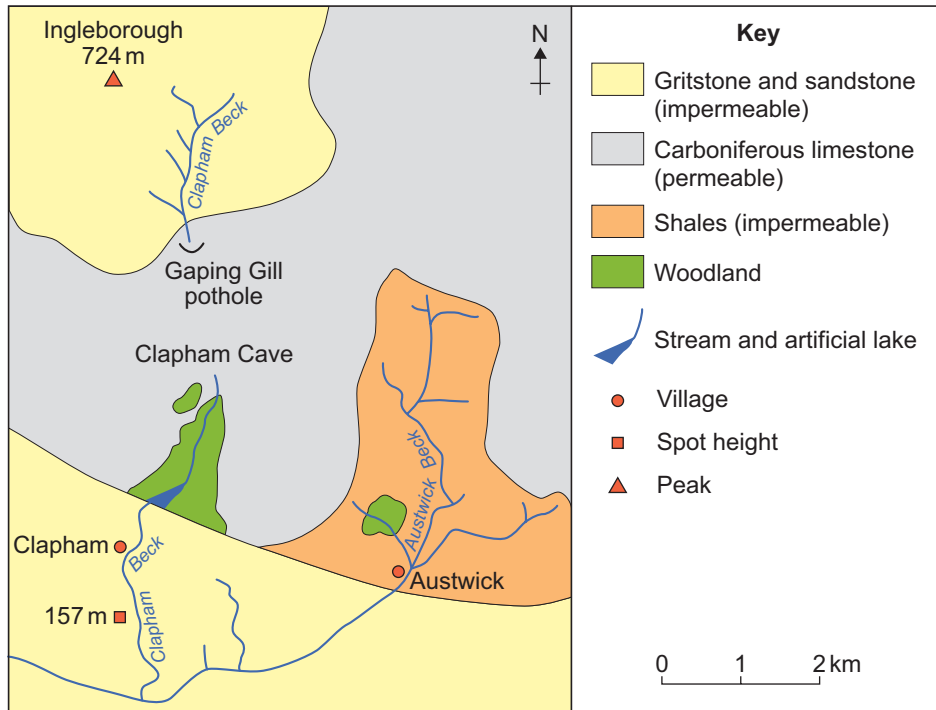 Ingleborough
724 m
N
Clapham Beck
Gaping Gill
pothole
Clapham Cave
Austwick Beck
Clapham
Beck
Clapham
157 m
Austwick
Key
Gritstone and sandstone
(impermeable)
Carboniferous limestone
(permeable)
Shales (impermeable)
Woodland
Stream and artificial lake
Village
Spot height
Peak
0 1 2 km